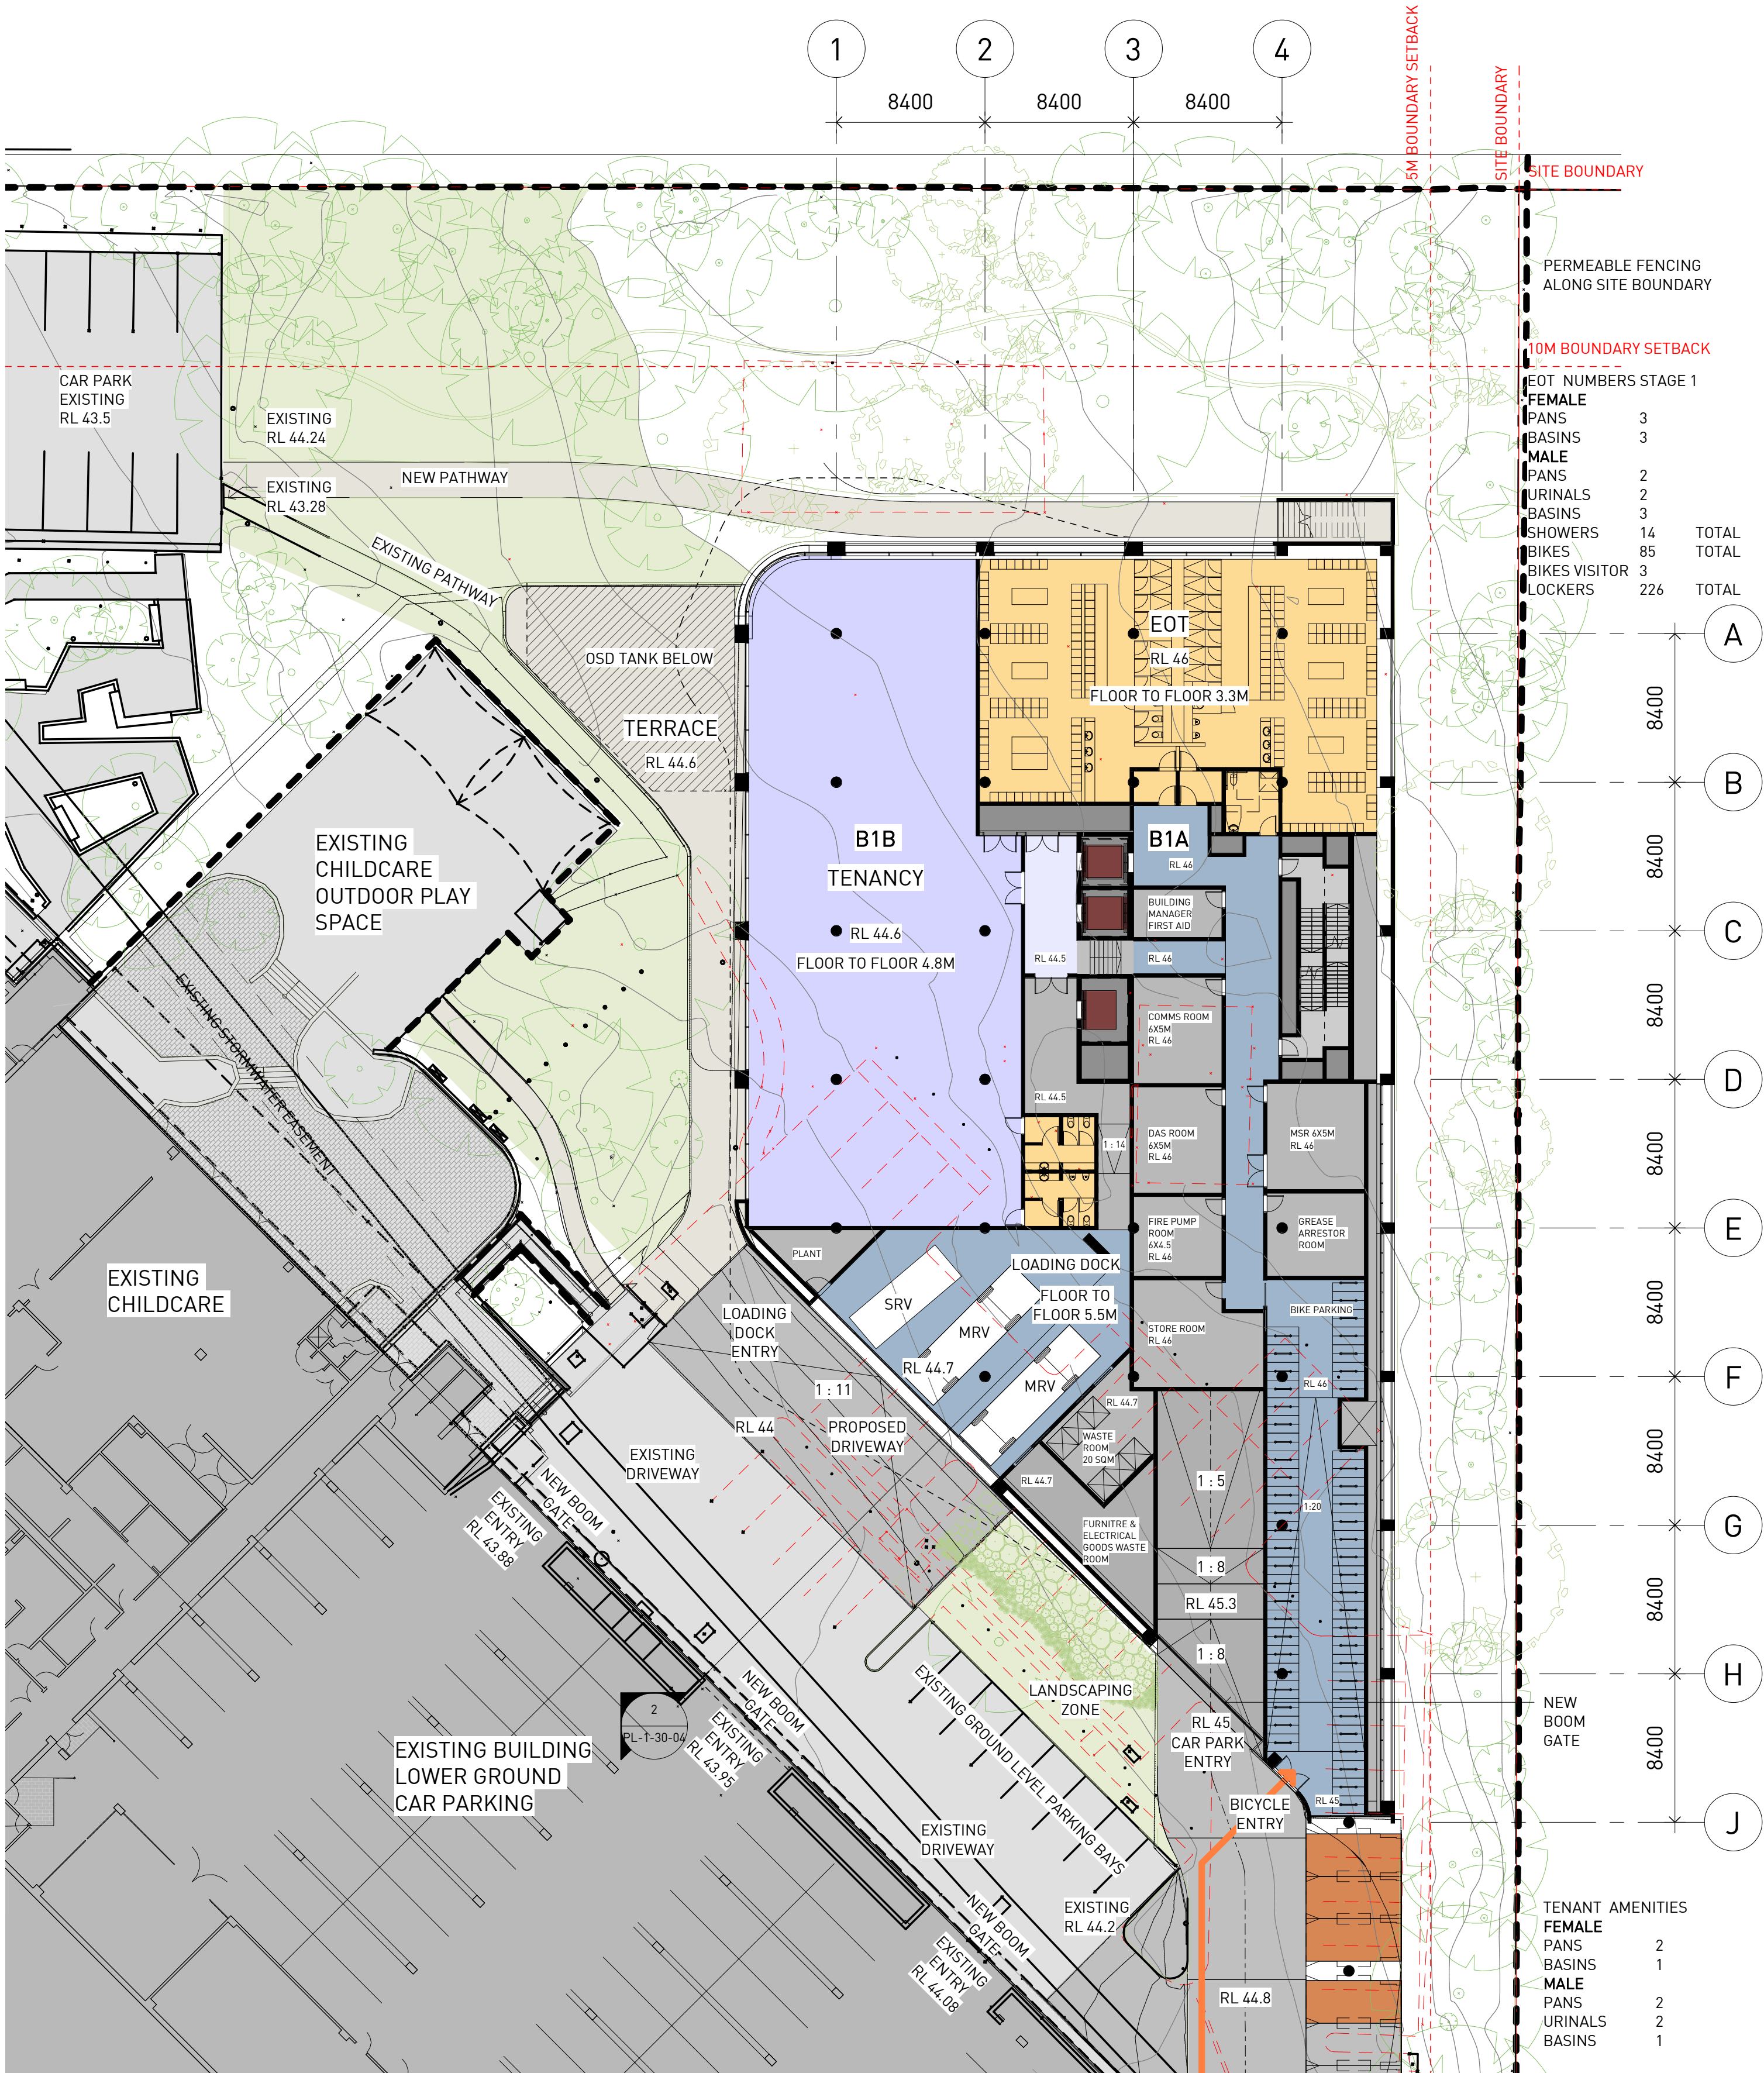 1
2
3
4
8400
8400
8400
5M BOUNDARY SETBACK
SITE BOUNDARY
SITE BOUNDARY
PERMEABLE FENCING
ALONG SITE BOUNDARY
10M BOUNDARY SETBACK
EOT NUMBERS STAGE 1
FEMALE
PANS 3
BASINS 3
MALE
PANS 2
URINALS 2
BASINS 3
SHOWERS 14 TOTAL
BIKES 85 TOTAL
BIKES VISITOR 3
LOCKERS 226 TOTAL
CAR PARK
EXISTING
RL 43.5
EXISTING
RL 44.24
EXISTING
RL 43.28
NEW PATHWAY
EXISTING PATHWAY
OSD TANK BELOW
TERRACE
RL 44.6
EOT
RL 46
FLOOR TO FLOOR 3.3M
A
8400
B
8400
C
8400
D
8400
E
8400
F
8400
G
8400
H
8400
J
EXISTING
CHILDCARE
OUTDOOR PLAY
SPACE
B1B
TENANCY
RL 44.6
FLOOR TO FLOOR 4.8M
B1A
RL 46
BUILDING
MANAGER
FIRST AID
RL 44.5
RL 46
COMMS ROOM
6X5M
RL 46
RL 44.5
1 : 14
DAS ROOM
6X5M
RL 46
MSR 6X5M
RL 46
FIRE PUMP
ROOM
6X4.5
RL 46
GREASE
ARRESTOR
ROOM
EXISTING STORMWATER EASEMENT
EXISTING
CHILDCARE
PLANT
LOADING DOCK
FLOOR TO
FLOOR 5.5M
SRV
MRV
MRV
RL 44.7
LOADING
DOCK
ENTRY
1 : 11
RL 44
PROPOSED
DRIVEWAY
STORE ROOM
RL 46
BIKE PARKING
RL 46
RL 44.7
WASTE
ROOM
20 SQM
RL 44.7
1 : 5
1:20
FURNITRE &
ELECTRICAL
GOODS WASTE
ROOM
1 : 8
RL 45.3
1 : 8
EXISTING
DRIVEWAY
NEW BOOM
GATE
EXISTING
ENTRY
RL 43.88
NEW BOOM
GATE
EXISTING
ENTRY
RL 43.95
2
PL-1-30-04
EXISTING BUILDING
LOWER GROUND
CAR PARKING
EXISTING GROUND LEVEL PARKING BAYS
LANDSCAPING
ZONE
RL 45
CAR PARK
ENTRY
NEW
BOOM
GATE
BICYCLE
ENTRY
RL 45
EXISTING
DRIVEWAY
EXISTING
RL 44.2
NEW BOOM
GATE
EXISTING
ENTRY
RL 44.08
RL 44.8
TENANT AMENITIES
FEMALE
PANS 2
BASINS 1
MALE
PANS 2
URINALS 2
BASINS 1